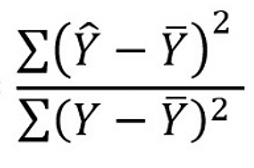 ∑(Ŷ − Ȳ)²
∑(Y − Ȳ)²